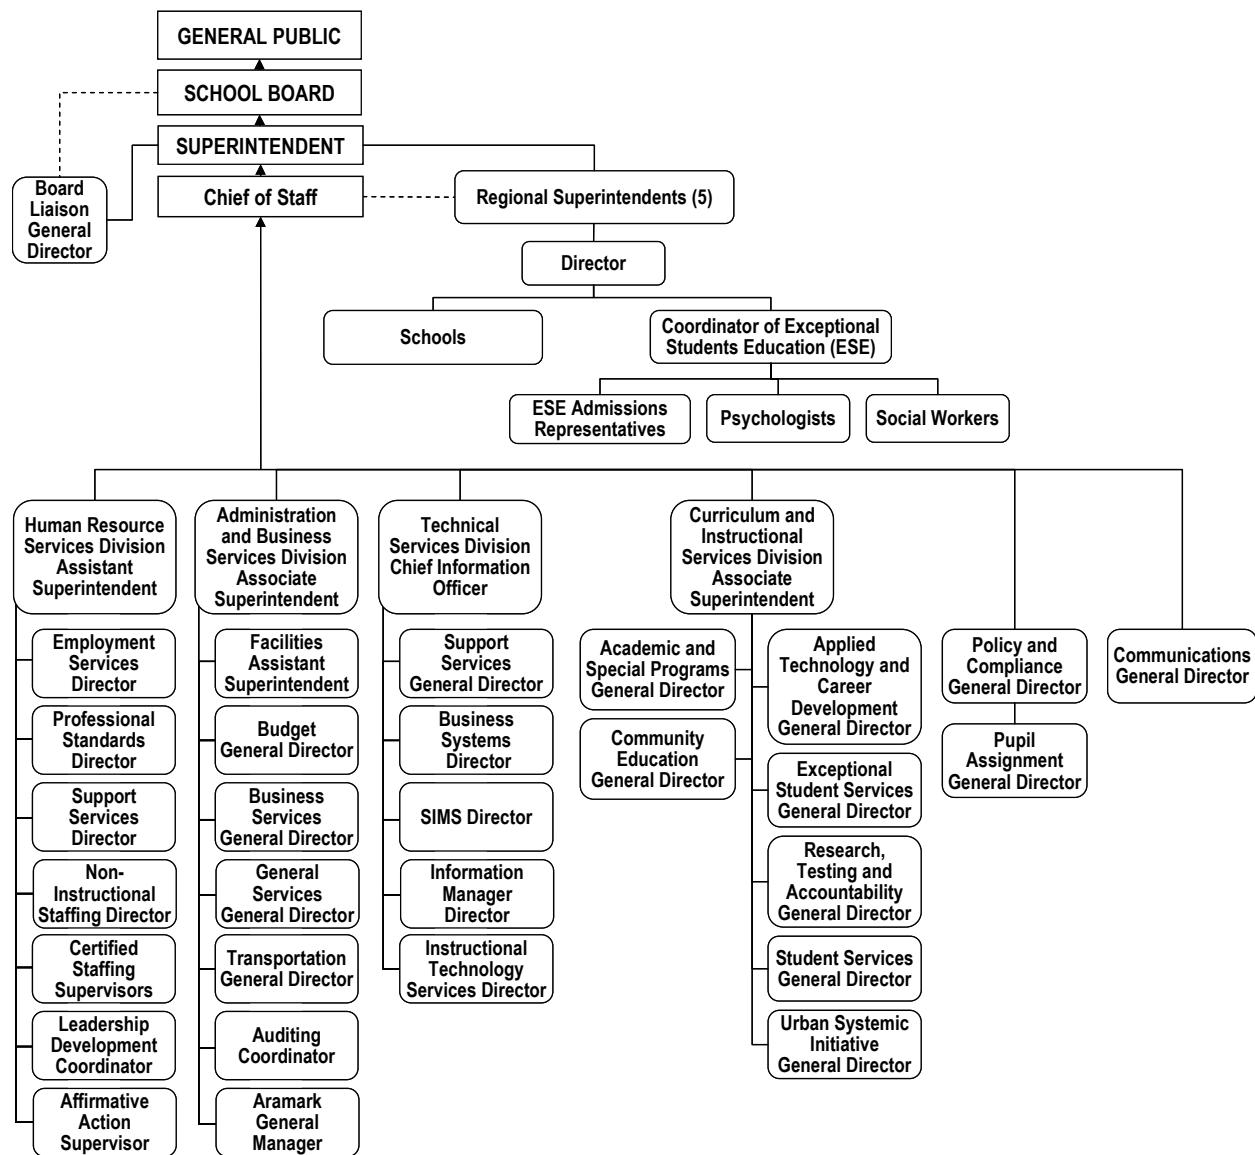 GENERAL PUBLIC
SCHOOL BOARD
SUPERINTENDENT
Board
Liaison
General
Director
Chief of Staff
Regional Superintendents (5)
Director
Schools
Coordinator of Exceptional
Students Education (ESE)
ESE Admissions
Representatives
Psychologists
Social Workers
Human Resource
Services Division
Assistant
Superintendent
Administration
and Business
Services Division
Associate
Superintendent
Technical
Services Division
Chief Information
Officer
Curriculum and
Instructional
Services Division
Associate
Superintendent
Employment
Services
Director
Professional
Standards
Director
Support
Services
Director
Non-
Instructional
Staffing Director
Certified
Staffing
Supervisors
Leadership
Development
Coordinator
Affirmative
Action
Supervisor
Facilities
Assistant
Superintendent
Budget
General Director
Business
Services
General Director
General
Services
General Director
Transportation
General Director
Auditing
Coordinator
Aramark
General
Manager
Support
Services
General Director
Business
Systems
Director
SIMS Director
Information
Manager
Director
Instructional
Technology
Services Director
Academic and
Special Programs
General Director
Community
Education
General Director
Applied
Technology and
Career
Development
General Director
Exceptional
Student Services
General Director
Research,
Testing and
Accountability
General Director
Student Services
General Director
Urban Systemic
Initiative
General Director
Policy and
Compliance
General Director
Pupil
Assignment
General Director
Communications
General Director